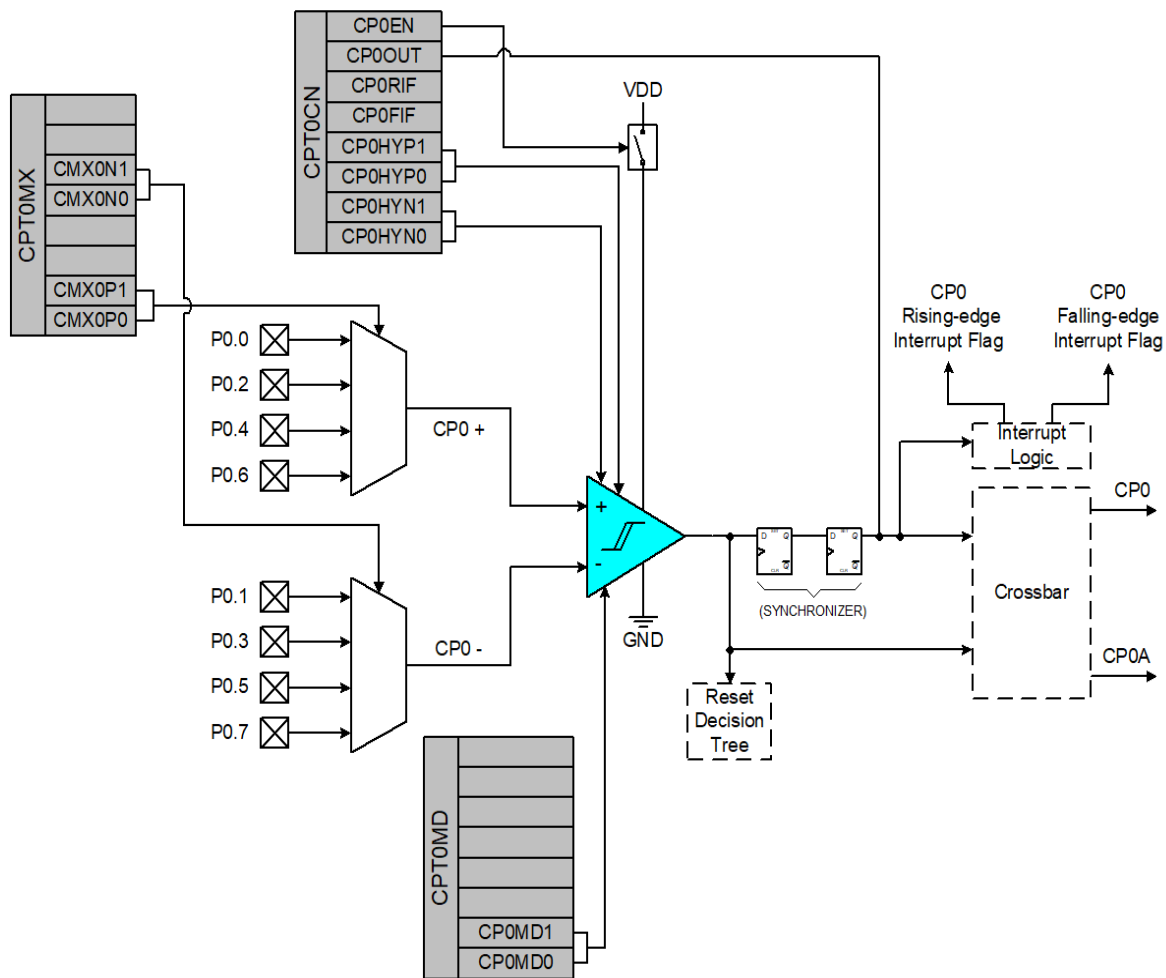 CPT0CN
CP0EN
CP0OUT
CP0RIF
CP0FIF
CP0HYP1
CP0HYP0
CP0HYN1
CP0HYN0
VDD
CPT0MX
CMX0N1
CMX0N0
CMX0P1
CMX0P0
P0.0
P0.2
P0.4
P0.6
CP0 +
P0.1
P0.3
P0.5
P0.7
CP0 -
+
-
GND
D
Q
Q
CLR
D
Q
Q
CLR
(SYNCHRONIZER)
CP0
Rising-edge
Interrupt Flag
CP0
Falling-edge
Interrupt Flag
Interrupt
Logic
Crossbar
CP0
CP0A
Reset
Decision
Tree
CPT0MD
CP0MD1
CP0MD0